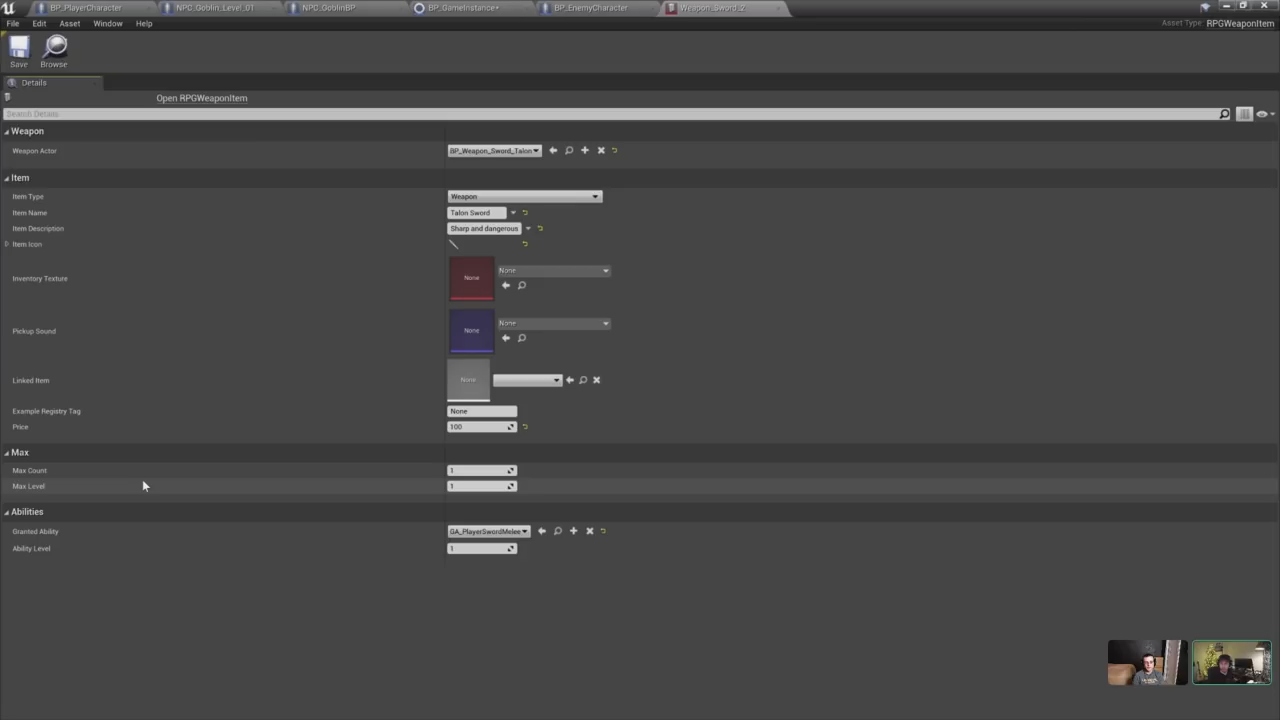 BP_PlayerCharacter
NPC_Goblin_Level_01
NPC_GoblinBP
BP_GameInstance*
BP_EnemyCharacter
Weapon_Sword_2
File Edit Asset Window Help
Asset Type: RPGWeaponItem
Save Browse
Details
Open RPGWeaponItem
Search Details
Weapon
Weapon Actor BP_Weapon_Sword_Talon
Item
Item Type Weapon
Item Name Talon Sword
Item Description Sharp and dangerous
Item Icon
Inventory Texture None None
Pickup Sound None None
Linked Item None
Example Registry Tag None
Price 100
Max
Max Count 1
Max Level 1
Abilities
Granted Ability GA_PlayerSwordMelee
Ability Level 1